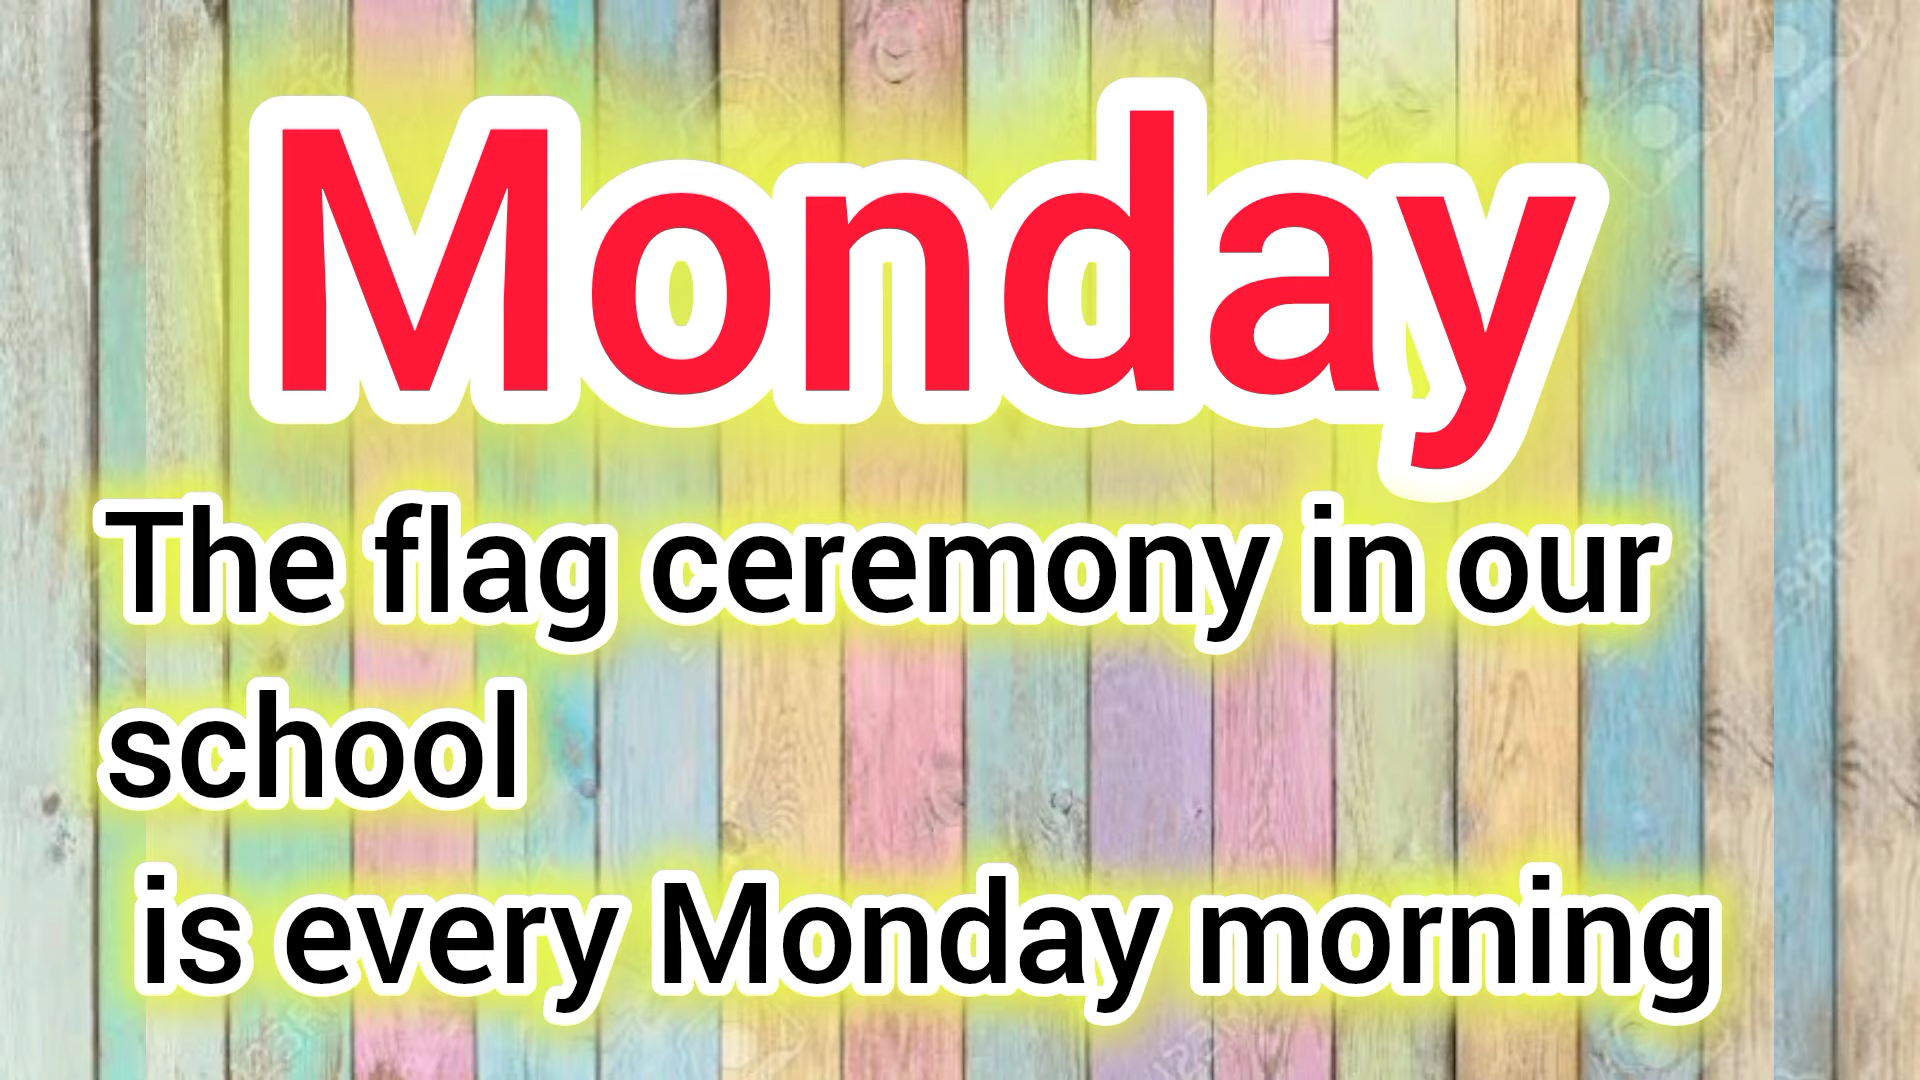 Monday
The flag ceremony in our
school
is every Monday morning